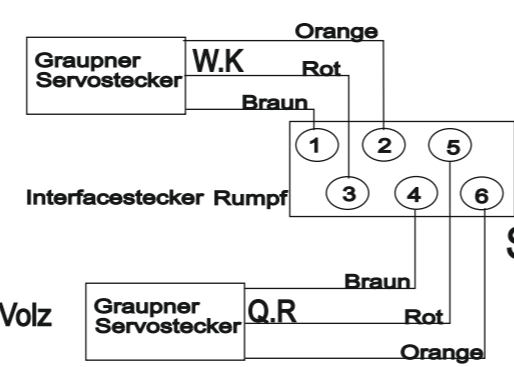 Orange
Graupner
Servostecker
W.K
Rot
Braun
1 2 5
Interfacestecker Rumpf
3 4 6
S
Braun
Volz
Graupner
Servostecker
Q.R
Rot
Orange